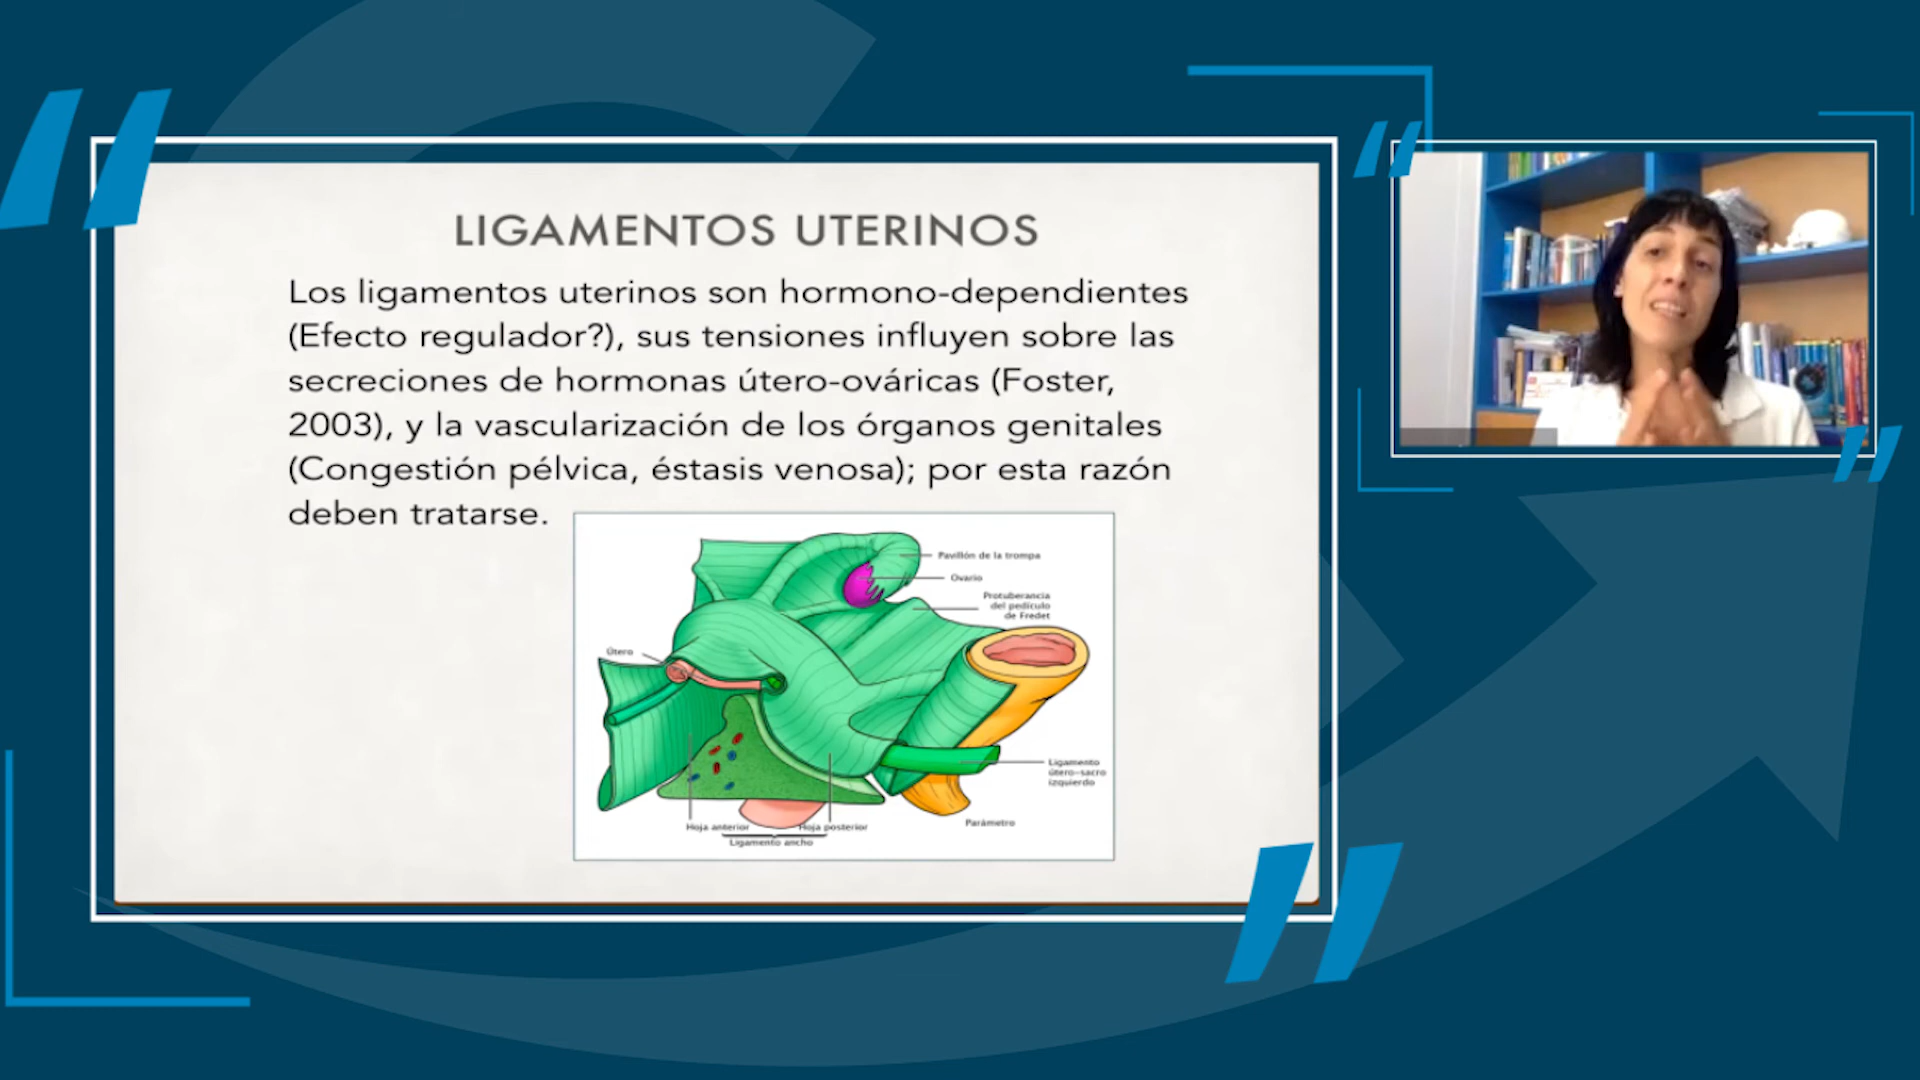 LIGAMENTOS UTERINOS
Los ligamentos uterinos son hormono-dependientes
(Efecto regulador?), sus tensiones influyen sobre las
secreciones de hormonas útero-ováricas (Foster,
2003), y la vascularización de los órganos genitales
(Congestión pélvica, éstasis venosa); por esta razón
deben tratarse.
Pavillón de la trompa
Ovario
Protuberancia
del pedículo
de Fredet
Útero
Ligamento
útero-sacro
izquierdo
Parámetro
Hoja anterior
Hoja posterior
Ligamento ancho